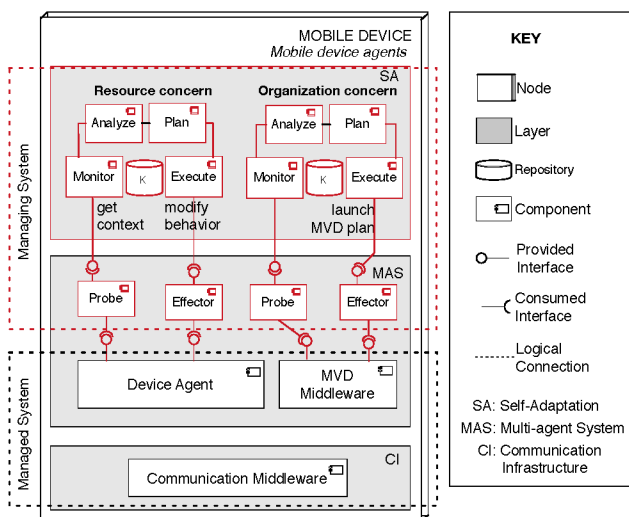 MOBILE DEVICE
Mobile device agents
SA
Resource concern
Organization concern
Analyze
Plan
Analyze
Plan
Monitor
K
Execute
Monitor
K
Execute
get
context
modify
behavior
launch
MVD plan
MAS
Probe
Effector
Probe
Effector
Device Agent
MVD
Middleware
CI
Communication Middleware
Managing System
Managed System
KEY
Node
Layer
Repository
Component
Provided
Interface
Consumed
Interface
Logical
Connection
SA: Self-Adaptation
MAS: Multi-agent System
CI: Communication
Infrastructure